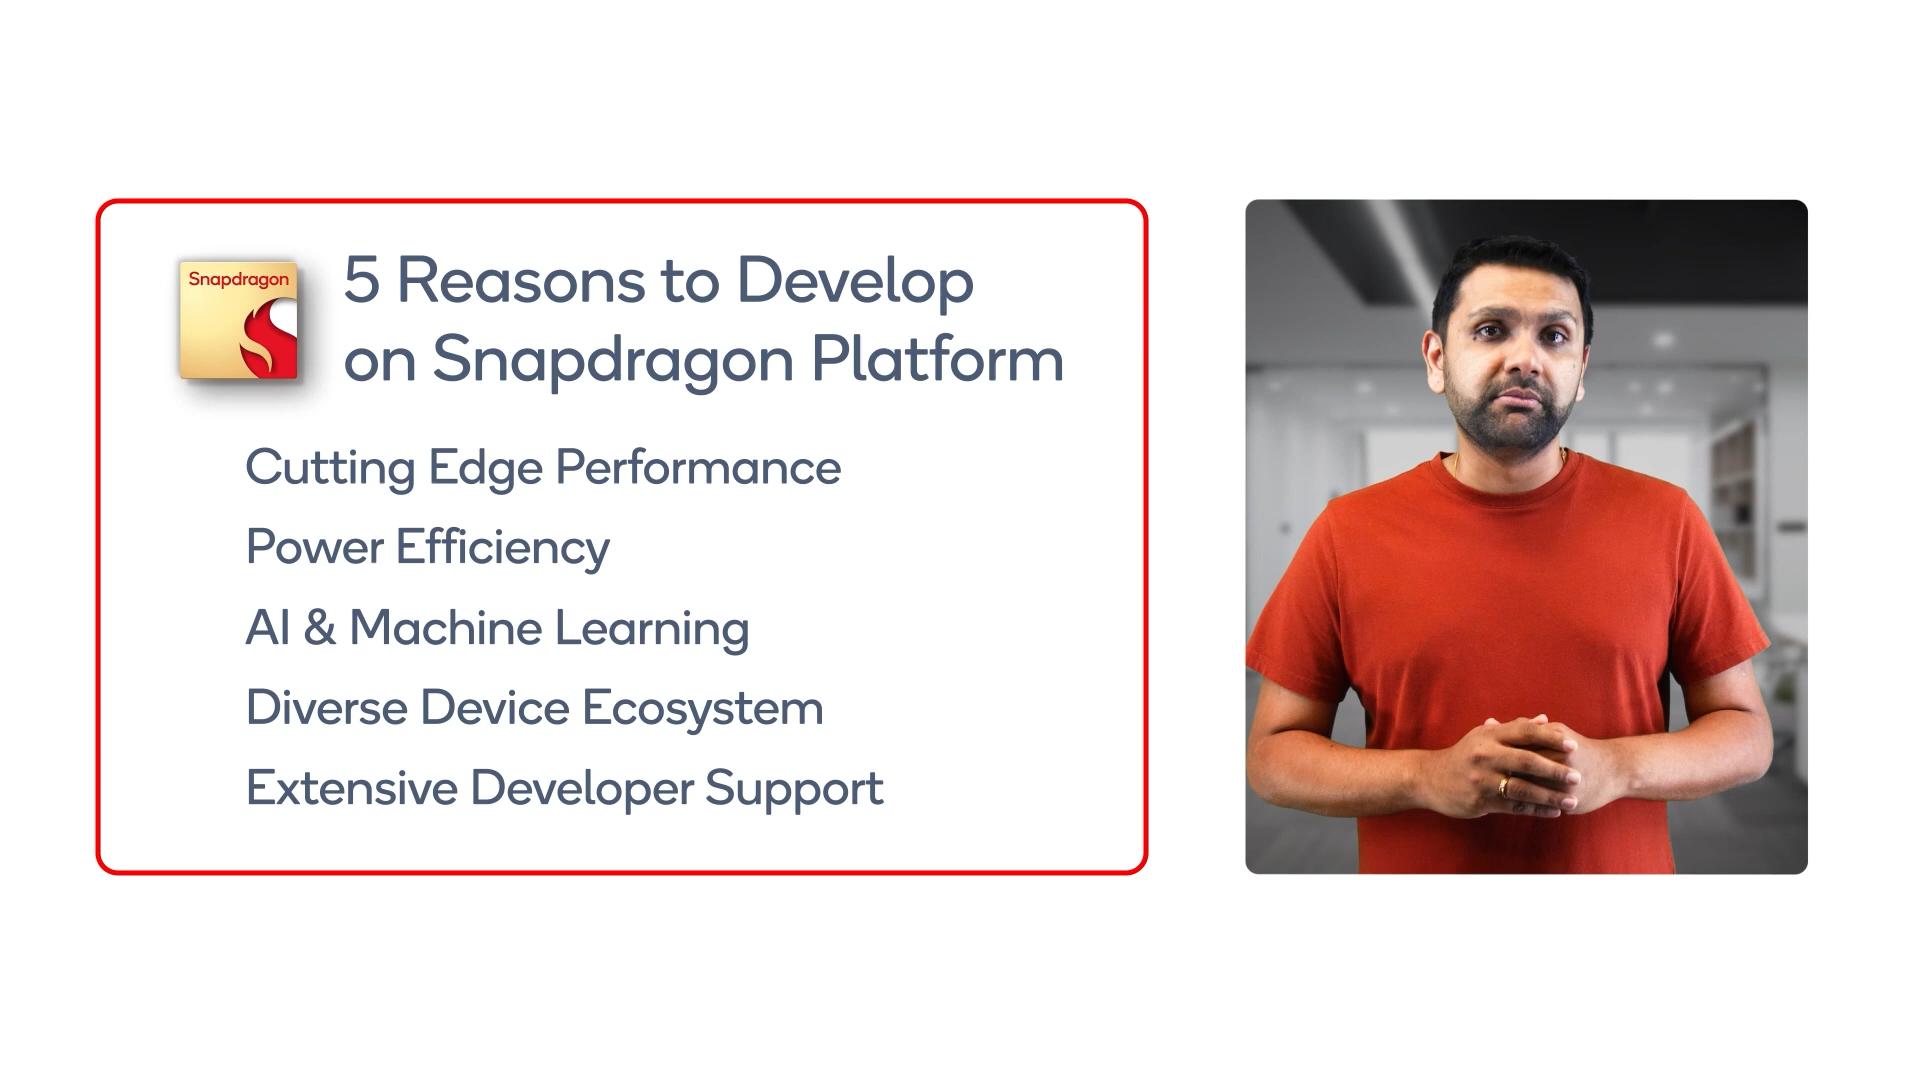 Snapdragon
5 Reasons to Develop
on Snapdragon Platform
Cutting Edge Performance
Power Efficiency
AI & Machine Learning
Diverse Device Ecosystem
Extensive Developer Support